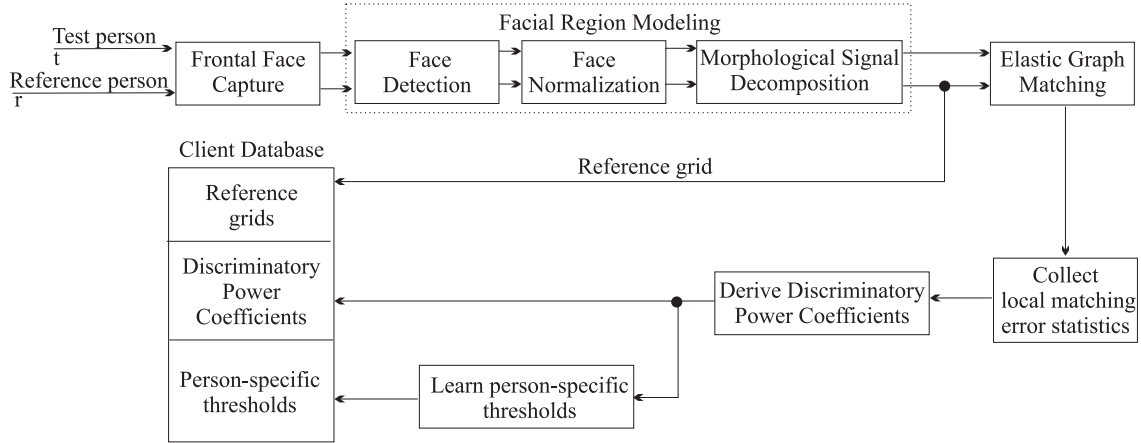 Facial Region Modeling
Test person
t
Reference person
r
Frontal Face
Capture
Face
Detection
Face
Normalization
Morphological Signal
Decomposition
Elastic Graph
Matching
Client Database
Reference grid
Reference
grids
Discriminatory
Power
Coefficients
Derive Discriminatory
Power Coefficients
Collect
local matching
error statistics
Person-specific
thresholds
Learn person-specific
thresholds